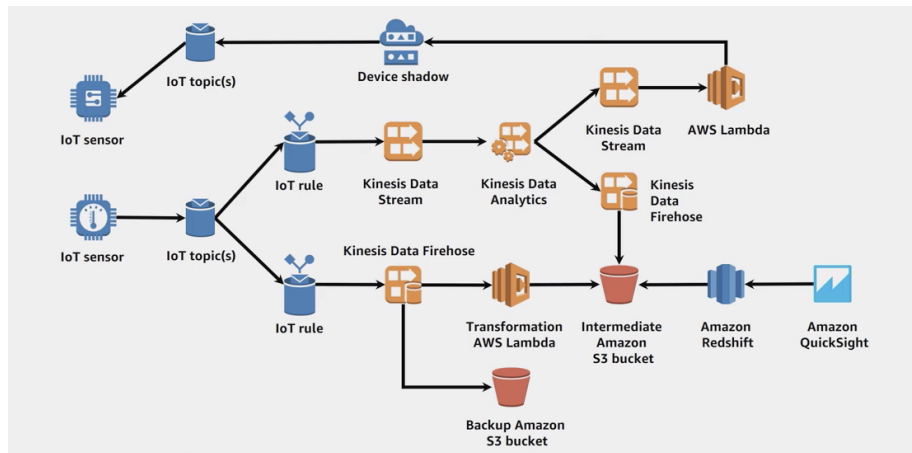 IoT topic(s)
Device shadow
IoT sensor
Kinesis Data
Stream
AWS Lambda
IoT rule
Kinesis Data
Stream
Kinesis Data
Analytics
Kinesis
Data
Firehose
IoT sensor
IoT topic(s)
Kinesis Data Firehose
IoT rule
Transformation
AWS Lambda
Intermediate
Amazon
S3 bucket
Amazon
Redshift
Amazon
QuickSight
Backup Amazon
S3 bucket